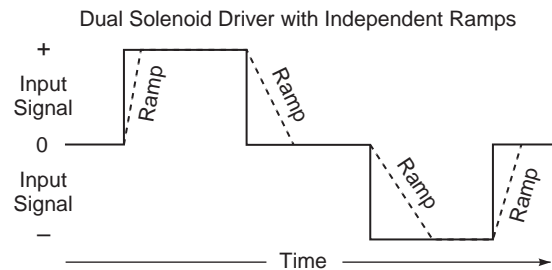 Dual Solenoid Driver with Independent Ramps
+
Input
Signal
0
Input
Signal
–
Ramp
Ramp
Ramp
Ramp
Time